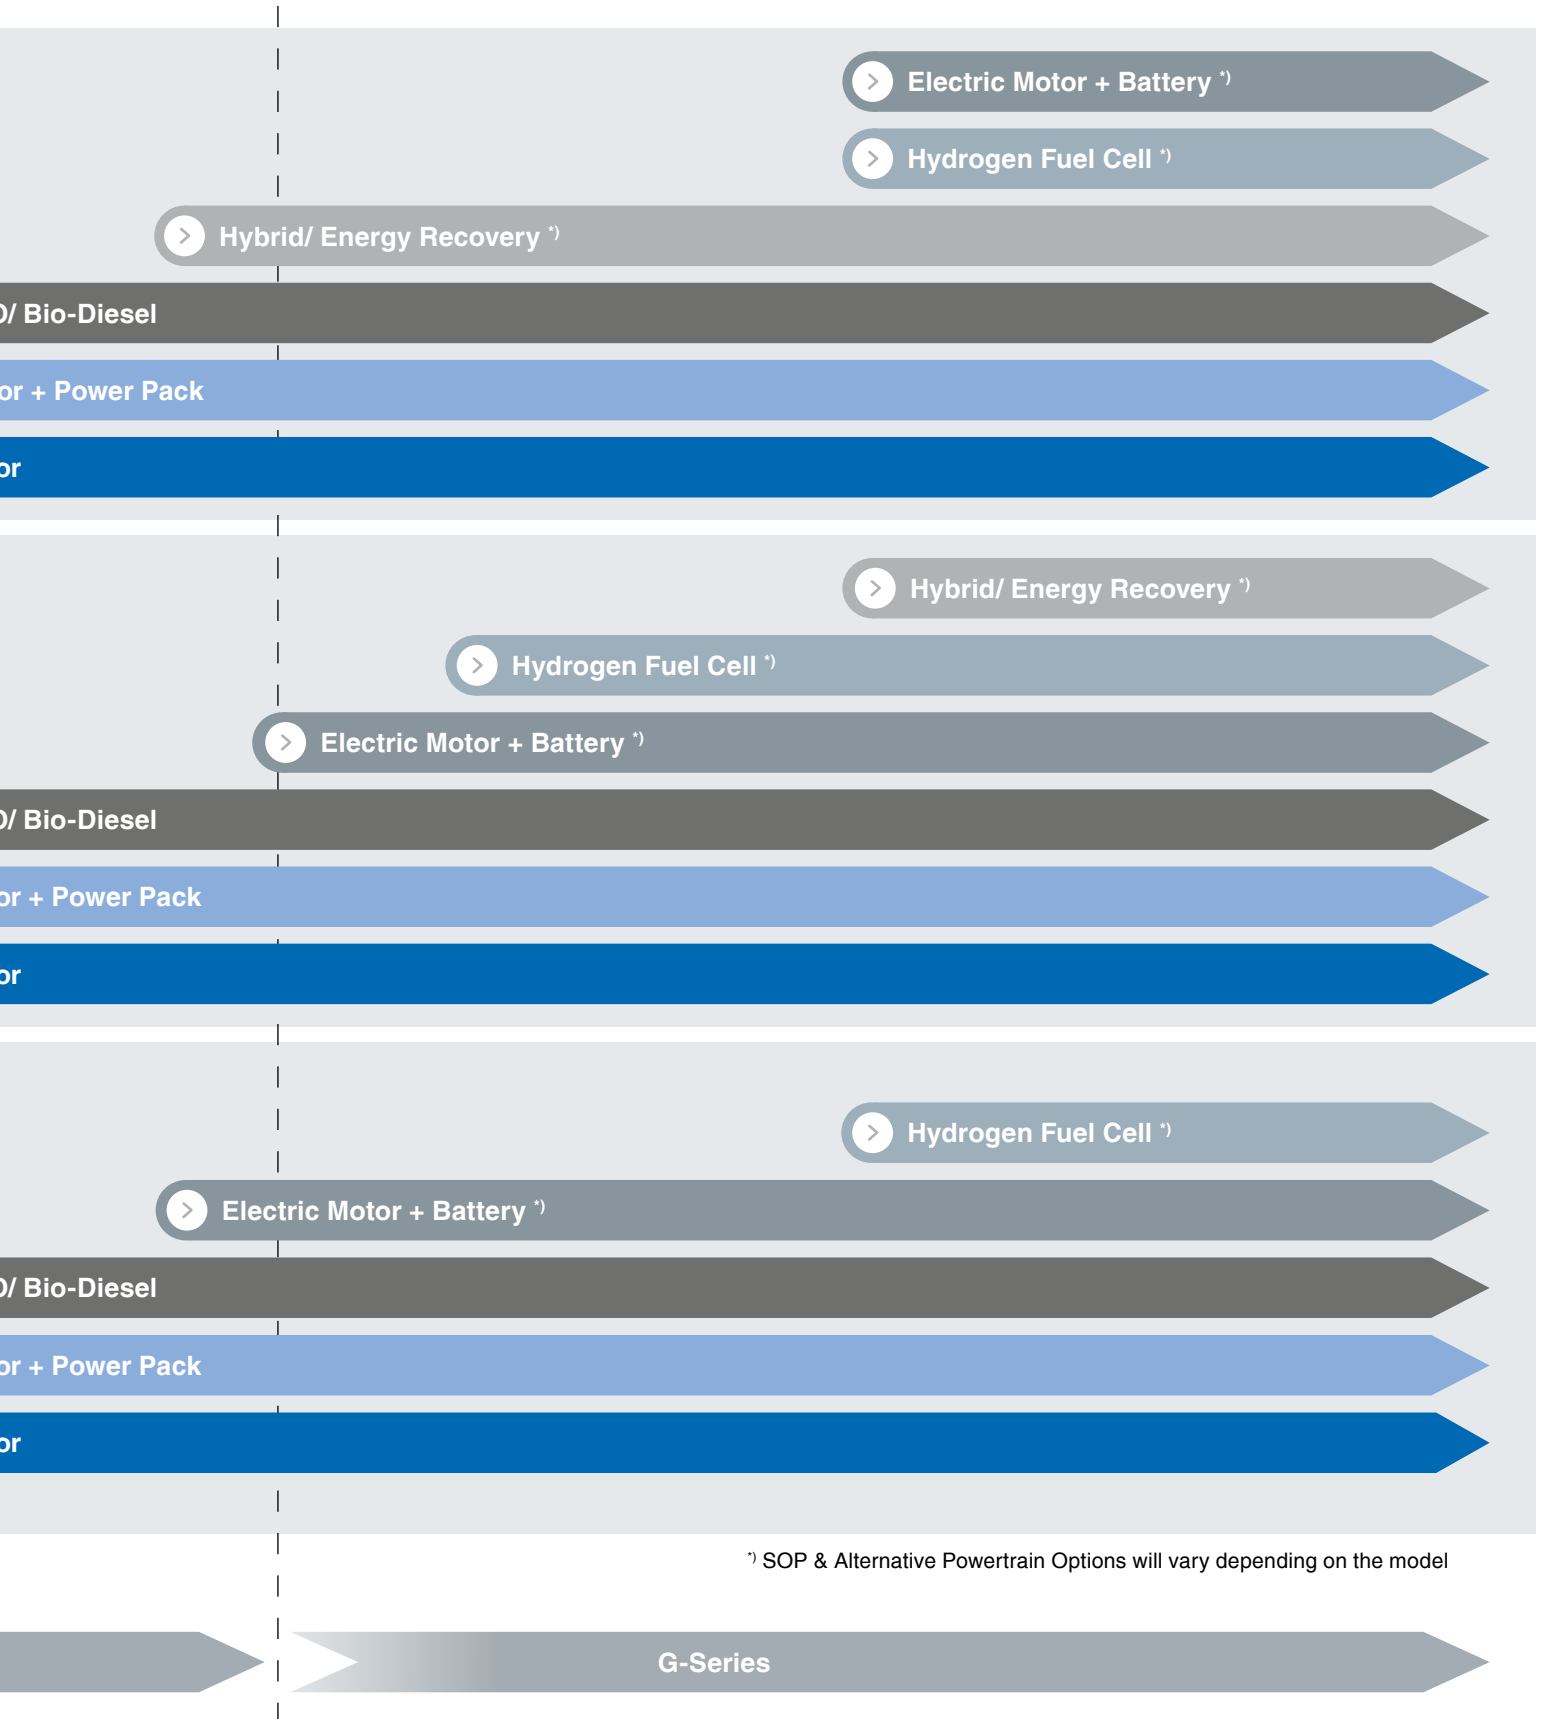 Electric Motor + Battery *)
Hydrogen Fuel Cell *)
Hybrid/ Energy Recovery *)
/ Bio-Diesel
or + Power Pack
or
Hybrid/ Energy Recovery *)
Hydrogen Fuel Cell *)
Electric Motor + Battery *)
/ Bio-Diesel
or + Power Pack
or
Hydrogen Fuel Cell *)
Electric Motor + Battery *)
/ Bio-Diesel
or + Power Pack
or
*) SOP & Alternative Powertrain Options will vary depending on the model
G-Series